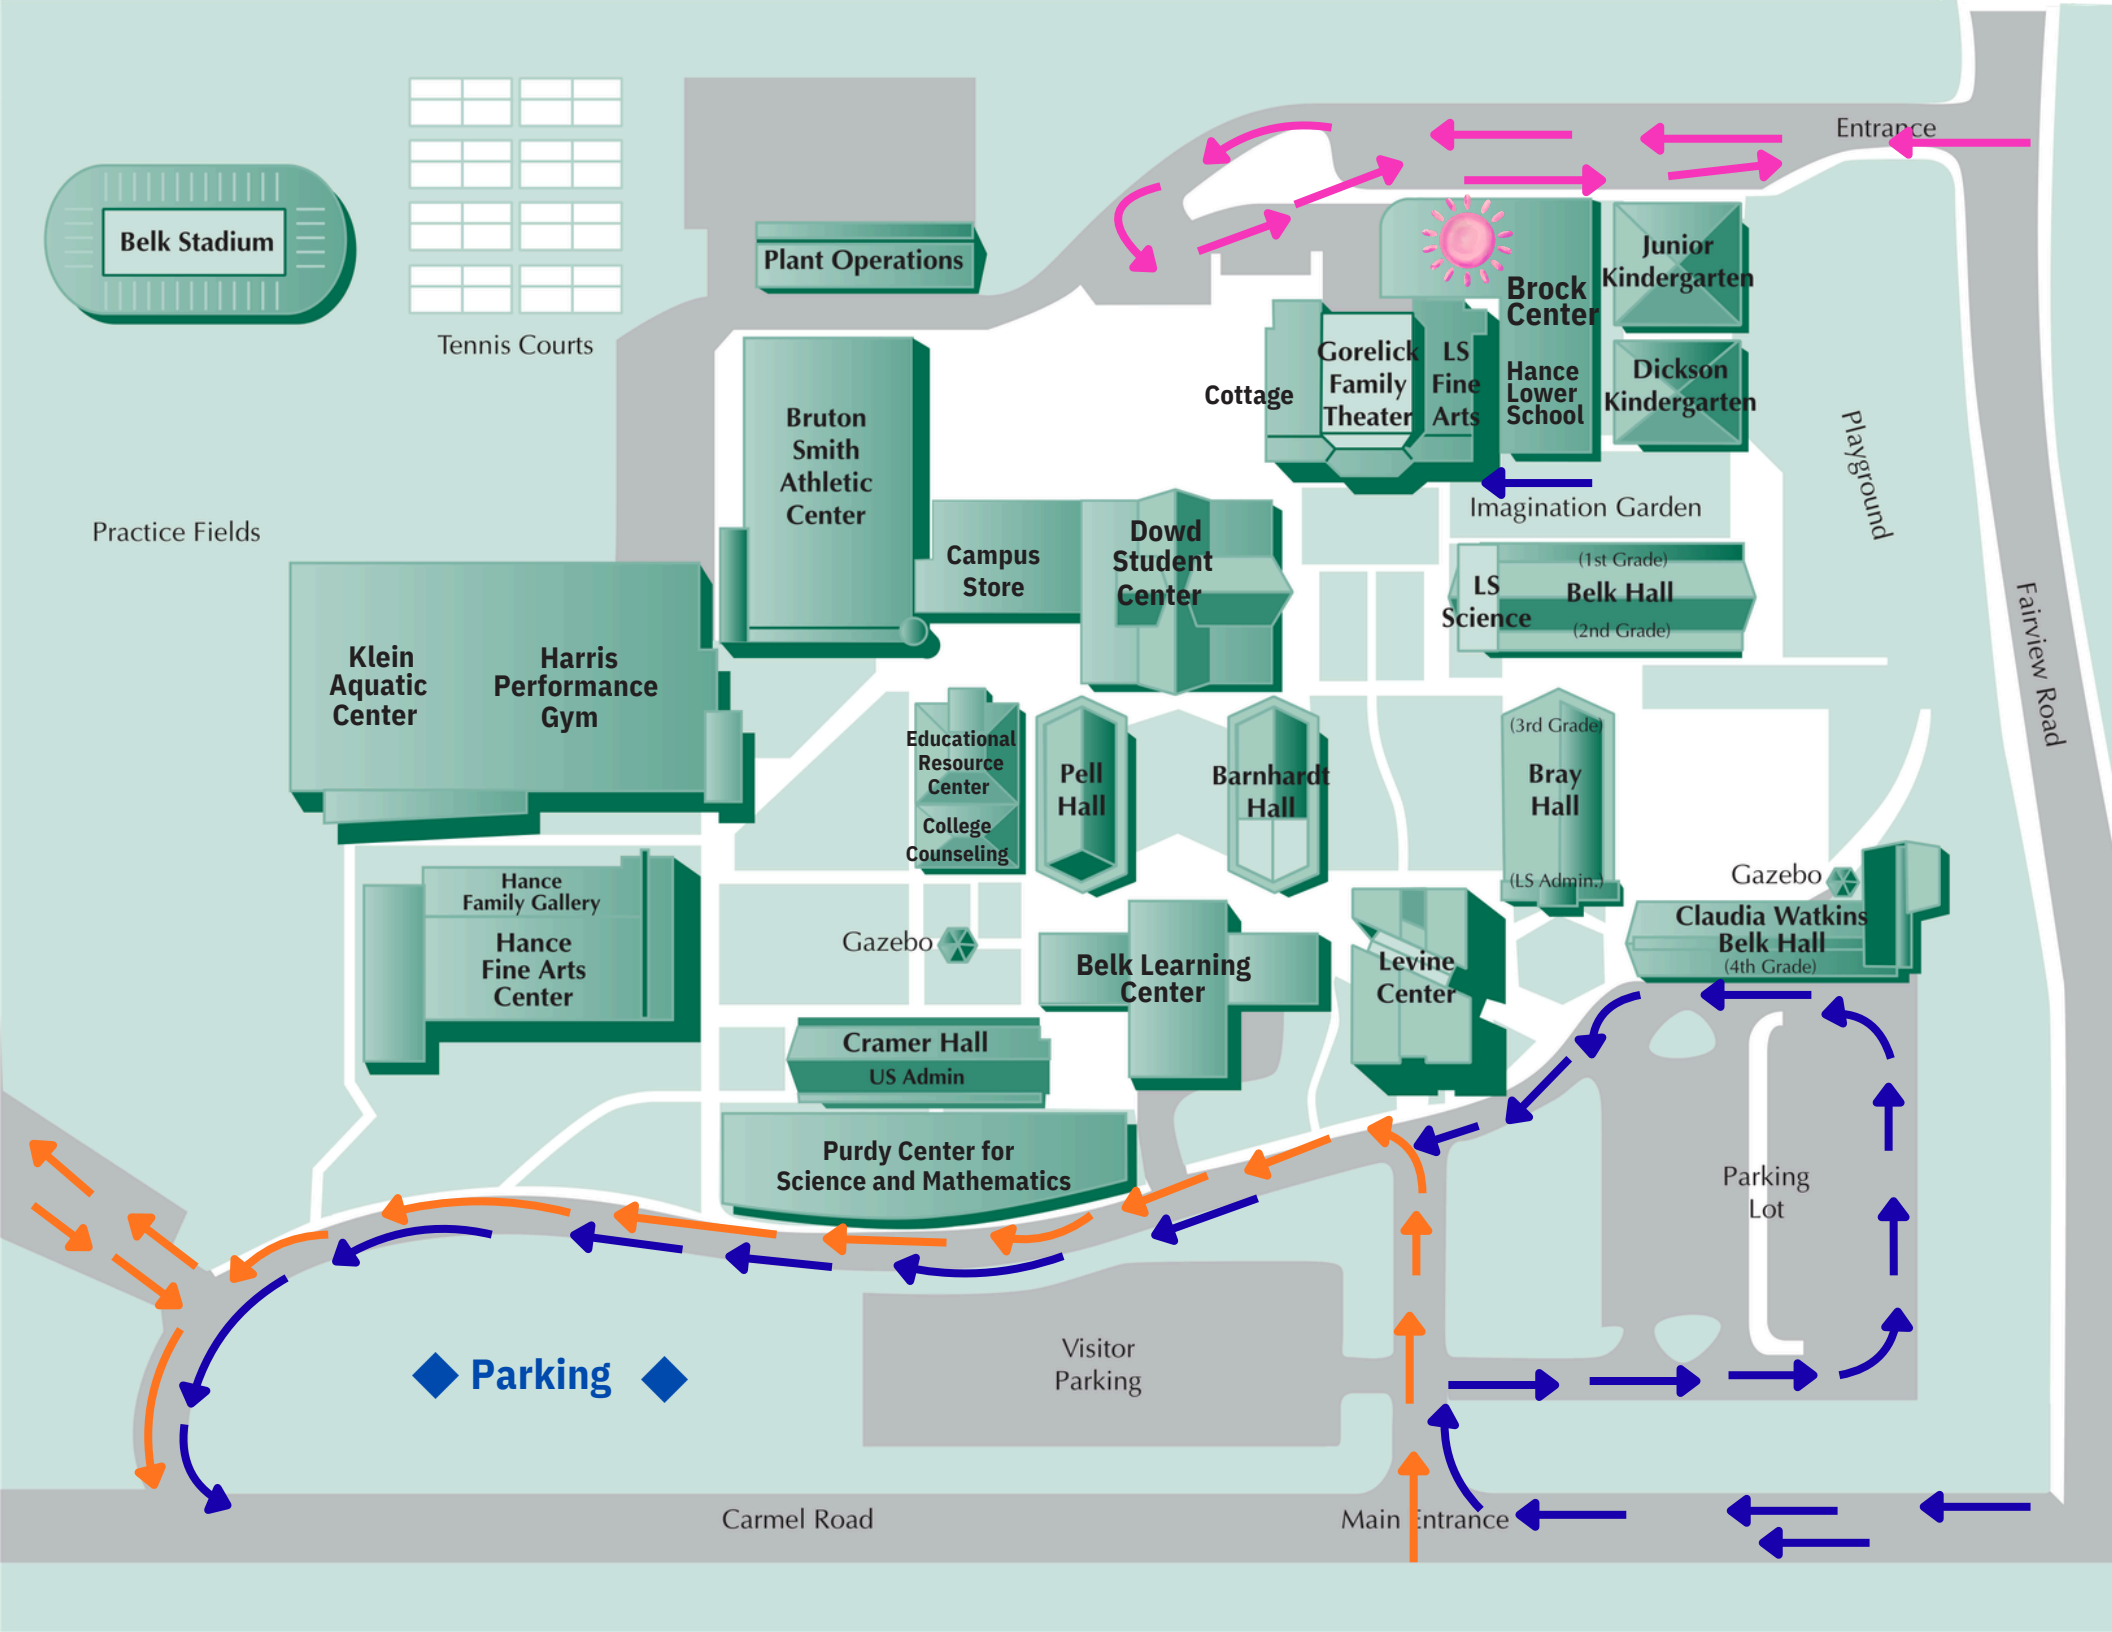 Entrance
Belk Stadium
Plant Operations
Tennis Courts
Junior
Kindergarten
Brock
Center
Gorelick
Family
Theater
LS
Fine
Arts
Cottage
Hance
Lower
School
Dickson
Kindergarten
Playground
Bruton
Smith
Athletic
Center
Practice Fields
Imagination Garden
Campus
Store
Dowd
Student
Center
(1st Grade)
LS
Science
Belk Hall
(2nd Grade)
Fairview Road
Klein
Aquatic
Center
Harris
Performance
Gym
Educational
Resource
Center
College
Counseling
Pell
Hall
Barnhardt
Hall
(3rd Grade)
Bray
Hall
(LS Admin.)
Gazebo
Claudia Watkins
Belk Hall
(4th Grade)
Hance
Family Gallery
Hance
Fine Arts
Center
Gazebo
Belk Learning
Center
Levine
Center
Cramer Hall
US Admin
Purdy Center for
Science and Mathematics
Parking
Lot
Visitor
Parking
Parking
Carmel Road
Main Entrance